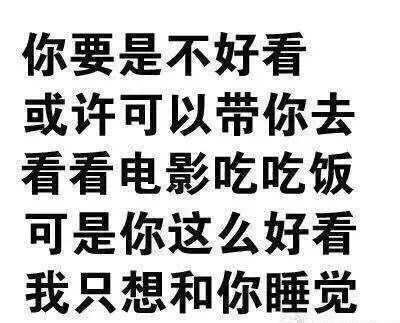 你要是不好看
或许可以带你去
看看电影吃吃饭
可是你这么好看
我只想和你睡觉